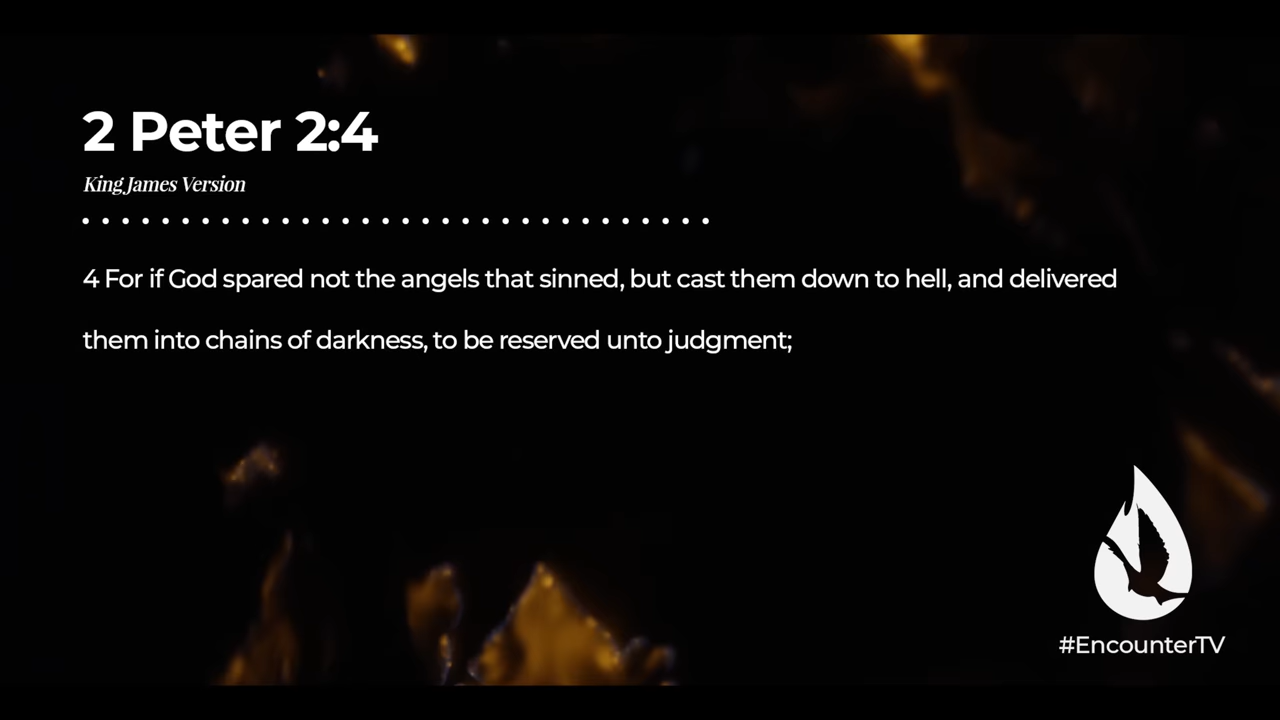 2 Peter 2:4
King James Version
4 For if God spared not the angels that sinned, but cast them down to hell, and delivered
them into chains of darkness, to be reserved unto judgment;
#EncounterTV